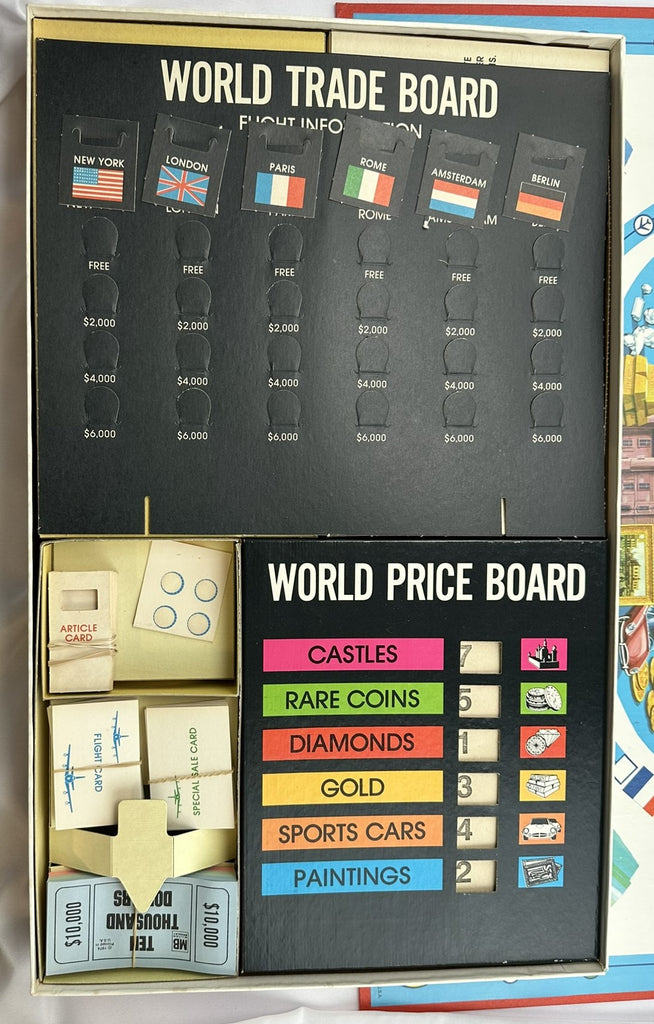 WORLD TRADE BOARD
NEW YORK
LONDON
PARIS
ROME
AMSTERDAM
BERLIN
ROME
FREE FREE FREE FREE FREE FREE
$2,000 $2,000 $2,000 $2,000 $2,000 $2,000
$4,000 $4,000 $4,000 $4,000 $4,000 $4,000
$6,000 $6,000 $6,000 $6,000 $6,000 $6,000
WORLD PRICE BOARD
CASTLES 7
RARE COINS 5
DIAMONDS 1
GOLD 3
SPORTS CARS 4
PAINTINGS 2
ARTICLE
CARD
FLIGHT CARD
SPECIAL SALE CARD
$10,000
TEN
THOUSAND
DOLLARS
MB
$10,000